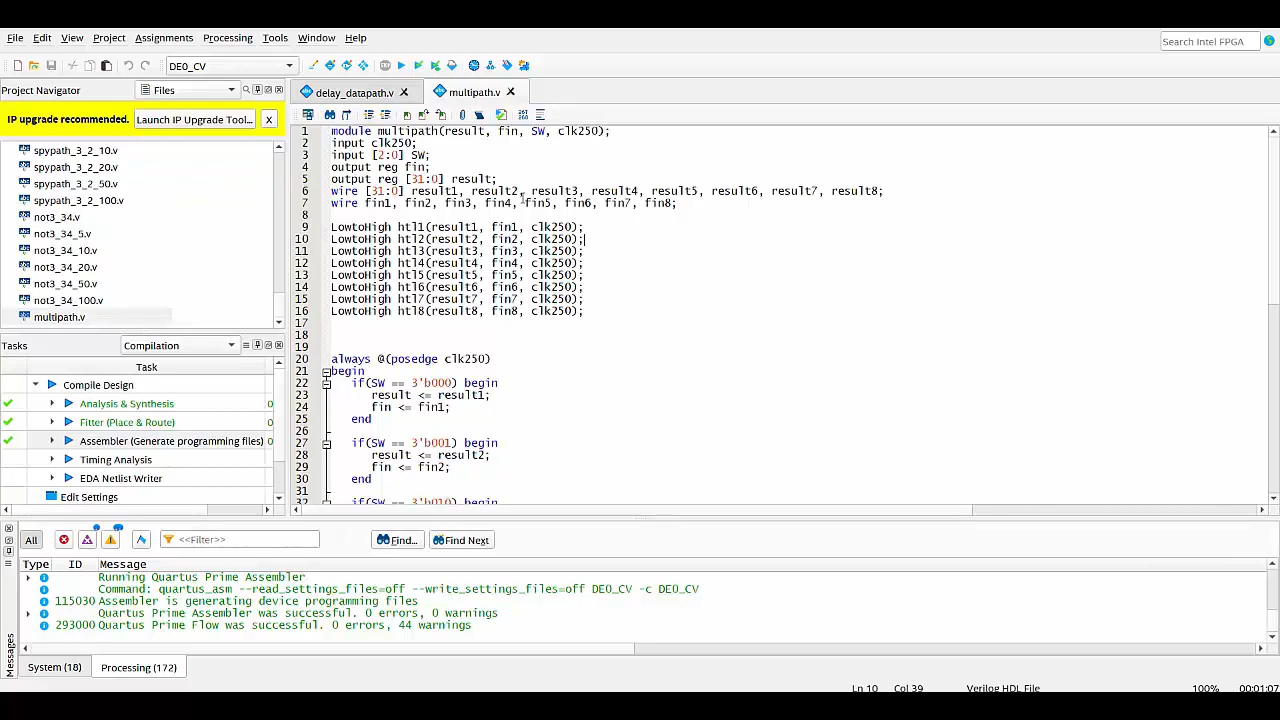 File Edit View Project Assignments Processing Tools Window Help
Search Intel FPGA
DE0_CV
Project Navigator
Files
IP upgrade recommended. Launch IP Upgrade Tool... X
spypath_3_2_10.v
spypath_3_2_20.v
spypath_3_2_50.v
spypath_3_2_100.v
not3_34.v
not3_34_5.v
not3_34_10.v
not3_34_20.v
not3_34_50.v
not3_34_100.v
multipath.v
Tasks
Compilation
Task
Compile Design
Analysis & Synthesis 0
Fitter (Place & Route) 0
Assembler (Generate programming files) 0
Timing Analysis
EDA Netlist Writer
Edit Settings
delay_datapath.v
multipath.v
1 module multipath(result, fin, SW, clk250);
2 input clk250;
3 input [2:0] SW;
4 output reg fin;
5 output reg [31:0] result;
6 wire [31:0] result1, result2, result3, result4, result5, result6, result7, result8;
7 wire fin1, fin2, fin3, fin4, fin5, fin6, fin7, fin8;
8
9 LowtoHigh htl1(result1, fin1, clk250);
10 LowtoHigh htl2(result2, fin2, clk250);
11 LowtoHigh htl3(result3, fin3, clk250);
12 LowtoHigh htl4(result4, fin4, clk250);
13 LowtoHigh htl5(result5, fin5, clk250);
14 LowtoHigh htl6(result6, fin6, clk250);
15 LowtoHigh htl7(result7, fin7, clk250);
16 LowtoHigh htl8(result8, fin8, clk250);
17
18
19
20 always @(posedge clk250)
21 begin
22 if(SW == 3'b000) begin
23 result <= result1;
24 fin <= fin1;
25 end
26
27 if(SW == 3'b001) begin
28 result <= result2;
29 fin <= fin2;
30 end
31
32 if(SW == 3'b010) begin
All
<<Filter>>
Find...
Find Next
Type ID Message
Running Quartus Prime Assembler
Command: quartus_asm --read_settings_files=off --write_settings_files=off DE0_CV -c DE0_CV
115030 Assembler is generating device programming files
Quartus Prime Assembler was successful. 0 errors, 0 warnings
293000 Quartus Prime Flow was successful. 0 errors, 44 warnings
Messages
System (18)
Processing (172)
Ln 10 Col 39 Verilog HDL File 100% 00:01:07